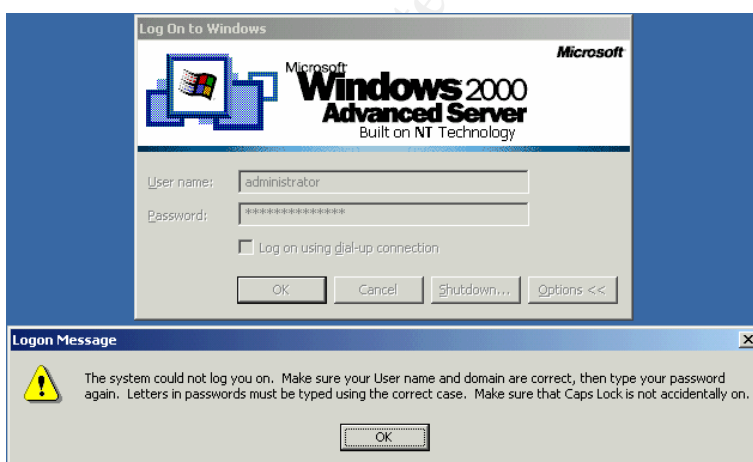 Log On to Windows
Microsoft
Microsoft
Windows 2000
Advanced Server
Built on NT Technology
User name: administrator
Password: **************
Log on using dial-up connection
OK Cancel Shutdown... Options <<
Logon Message
The system could not log you on. Make sure your User name and domain are correct, then type your password
again. Letters in passwords must be typed using the correct case. Make sure that Caps Lock is not accidentally on.
OK